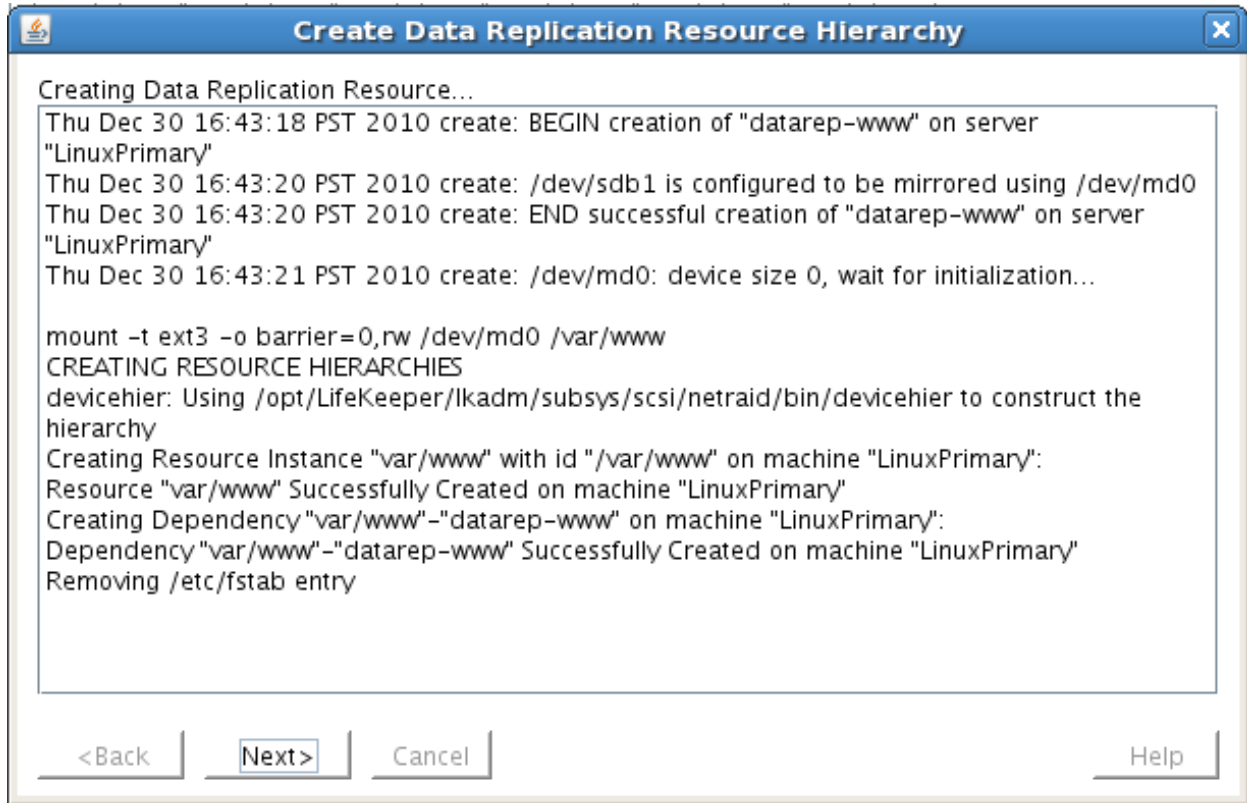 Create Data Replication Resource Hierarchy
Creating Data Replication Resource...
Thu Dec 30 16:43:18 PST 2010 create: BEGIN creation of "datarep-www" on server
"LinuxPrimary"
Thu Dec 30 16:43:20 PST 2010 create: /dev/sdb1 is configured to be mirrored using /dev/md0
Thu Dec 30 16:43:20 PST 2010 create: END successful creation of "datarep-www" on server
"LinuxPrimary"
Thu Dec 30 16:43:21 PST 2010 create: /dev/md0: device size 0, wait for initialization...
mount -t ext3 -o barrier=0,rw /dev/md0 /var/www
CREATING RESOURCE HIERARCHIES
devicehier: Using /opt/LifeKeeper/lkadm/subsys/scsi/netraid/bin/devicehier to construct the
hierarchy
Creating Resource Instance "var/www" with id "/var/www" on machine "LinuxPrimary":
Resource "var/www" Successfully Created on machine "LinuxPrimary"
Creating Dependency "var/www"-"datarep-www" on machine "LinuxPrimary":
Dependency "var/www"-"datarep-www" Successfully Created on machine "LinuxPrimary"
Removing /etc/fstab entry
<Back Next> Cancel Help